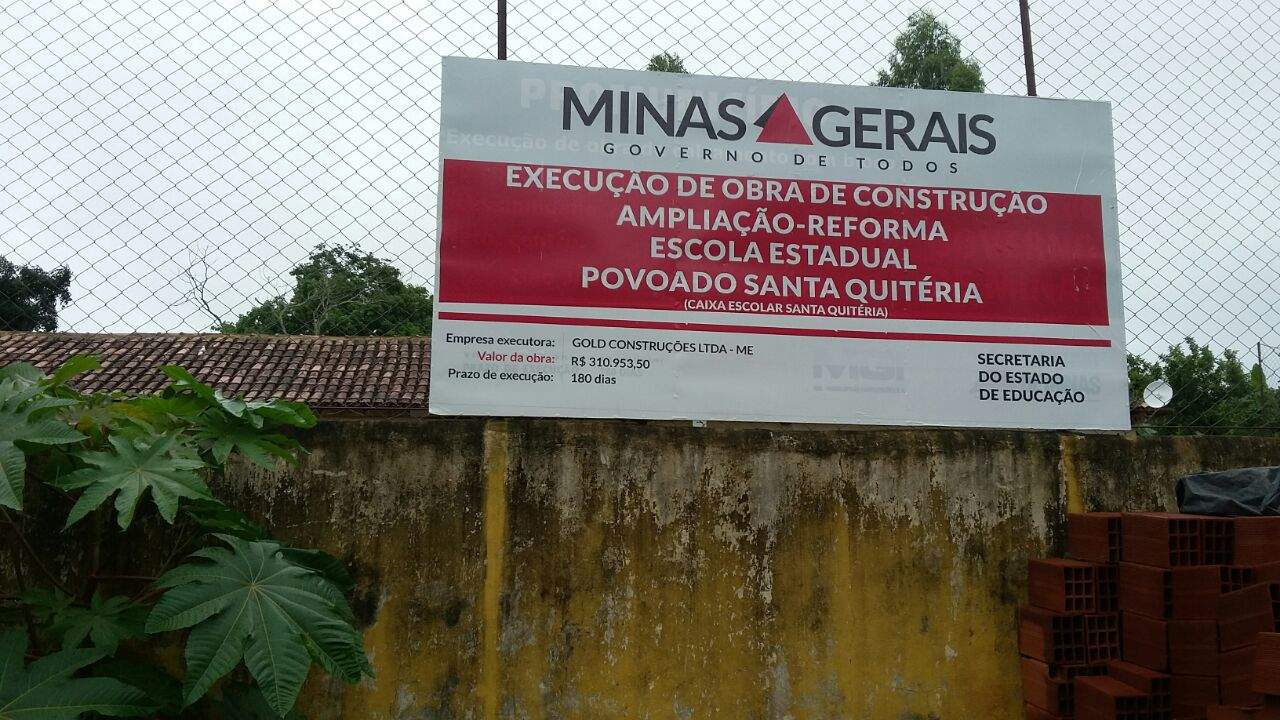 MINAS GERAIS
GOVERNO DE TODOS
EXECUÇÃO DE OBRA DE CONSTRUÇÃO
AMPLIAÇÃO-REFORMA
ESCOLA ESTADUAL
POVOADO SANTA QUITÉRIA
(CAIXA ESCOLAR SANTA QUITÉRIA)
Empresa executora: GOLD CONSTRUÇÕES LTDA - ME
Valor da obra: R$ 310.953,50
Prazo de execução: 180 dias
SECRETARIA
DO ESTADO
DE EDUCAÇÃO